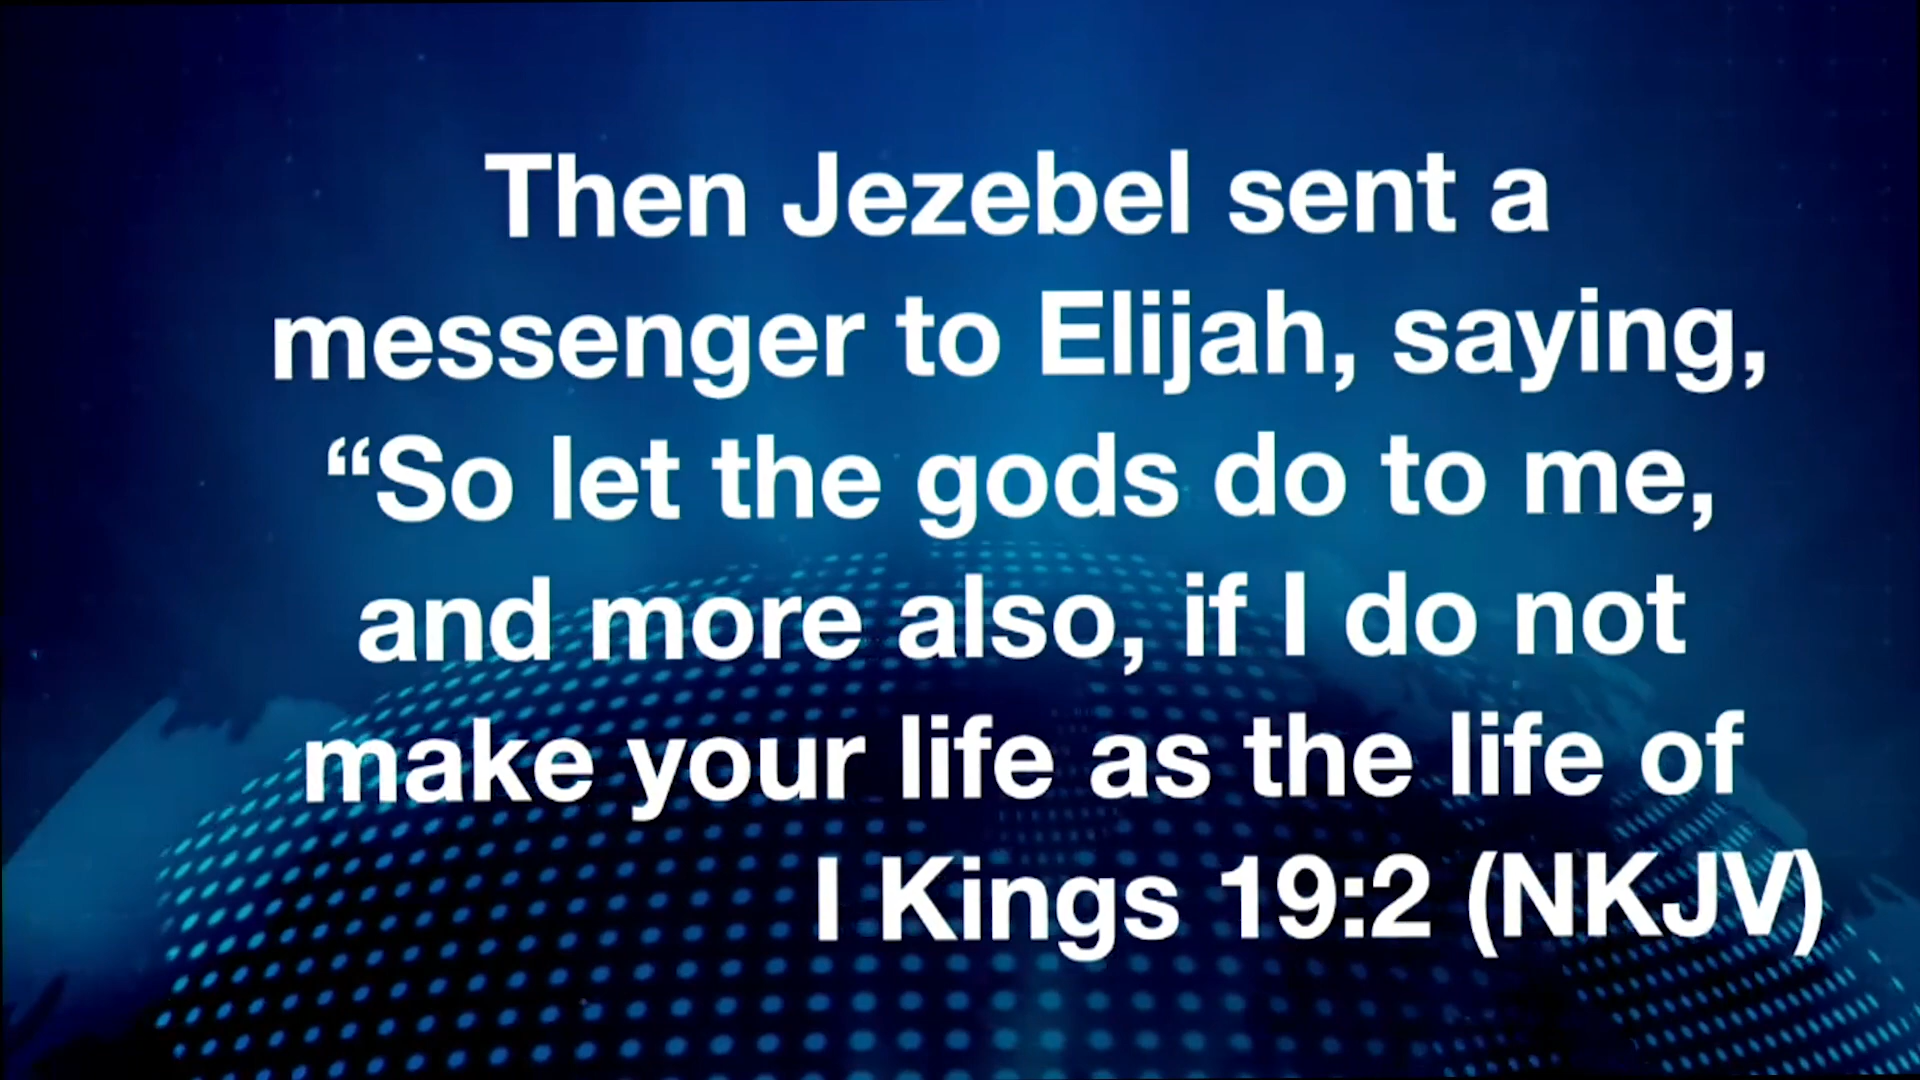 Then Jezebel sent a
messenger to Elijah, saying,
“So let the gods do to me,
and more also, if I do not
make your life as the life of
I Kings 19:2 (NKJV)